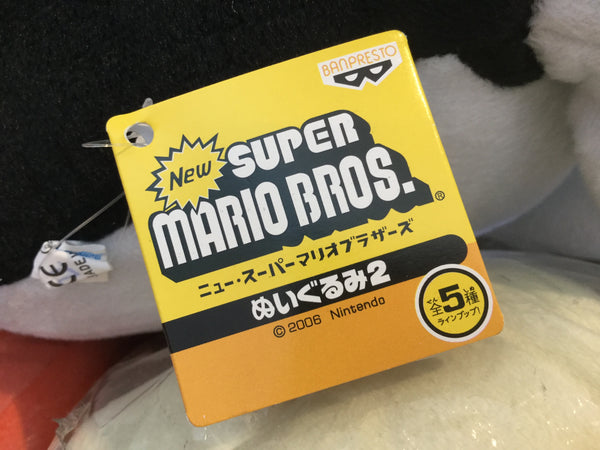 BANPRESTO
New
SUPER
MARIO BROS.®
ニュー・スーパーマリオブラザーズ
ぬいぐるみ2
© 2006 Nintendo
全5種
ラインアップ!